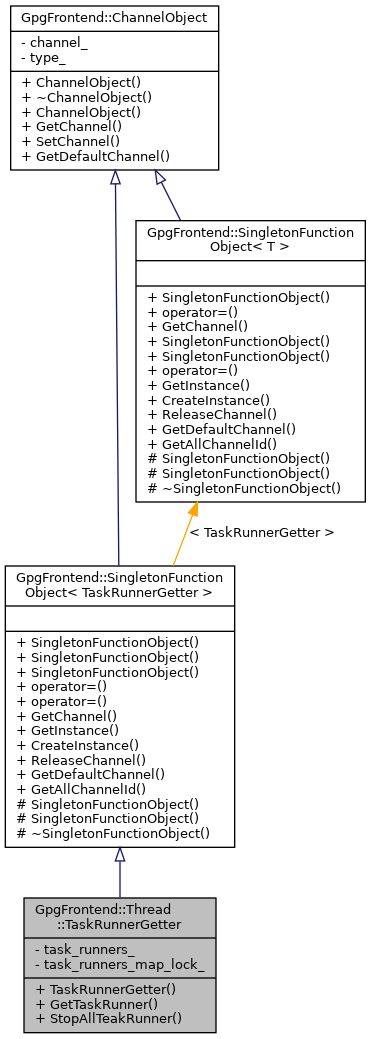 GpgFrontend::ChannelObject
- channel_
- type_
+ ChannelObject()
+ ~ChannelObject()
+ ChannelObject()
+ GetChannel()
+ SetChannel()
+ GetDefaultChannel()
GpgFrontend::SingletonFunction
Object< T >
+ SingletonFunctionObject()
+ operator=()
+ GetChannel()
+ SingletonFunctionObject()
+ SingletonFunctionObject()
+ operator=()
+ GetInstance()
+ CreateInstance()
+ ReleaseChannel()
+ GetDefaultChannel()
+ GetAllChannelId()
# SingletonFunctionObject()
# SingletonFunctionObject()
# ~SingletonFunctionObject()
< TaskRunnerGetter >
GpgFrontend::SingletonFunction
Object< TaskRunnerGetter >
+ SingletonFunctionObject()
+ SingletonFunctionObject()
+ SingletonFunctionObject()
+ operator=()
+ operator=()
+ GetChannel()
+ GetInstance()
+ CreateInstance()
+ ReleaseChannel()
+ GetDefaultChannel()
+ GetAllChannelId()
# SingletonFunctionObject()
# SingletonFunctionObject()
# ~SingletonFunctionObject()
GpgFrontend::Thread
::TaskRunnerGetter
- task_runners_
- task_runners_map_lock_
+ TaskRunnerGetter()
+ GetTaskRunner()
+ StopAllTeakRunner()